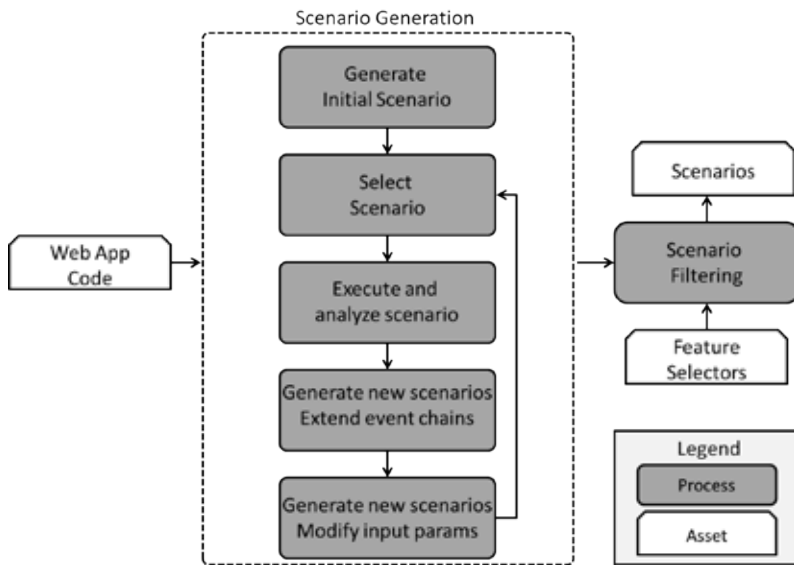 Scenario Generation
Generate
Initial Scenario
Select
Scenario
Execute and
analyze scenario
Generate new scenarios
Extend event chains
Generate new scenarios
Modify input params
Web App
Code
Scenarios
Scenario
Filtering
Feature
Selectors
Legend
Process
Asset